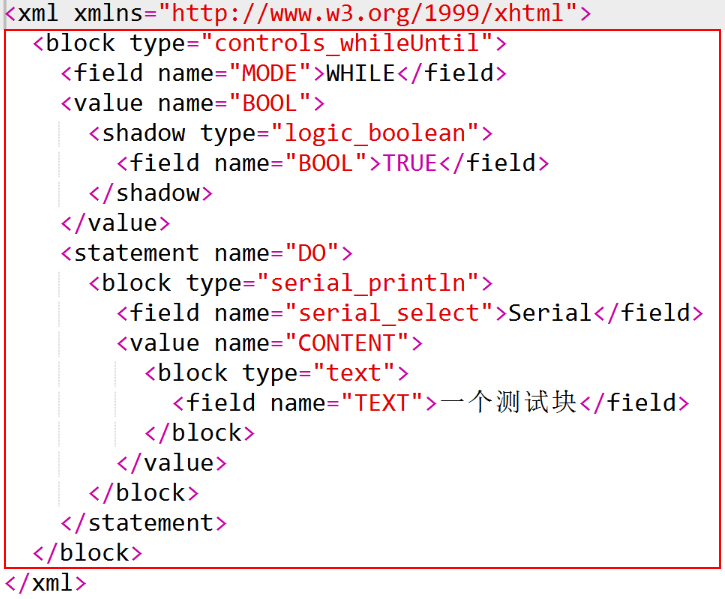 <xml xmlns="http://www.w3.org/1999/xhtml">
  <block type="controls_whileUntil">
    <field name="MODE">WHILE</field>
    <value name="BOOL">
      <shadow type="logic_boolean">
        <field name="BOOL">TRUE</field>
      </shadow>
    </value>
    <statement name="DO">
      <block type="serial_println">
        <field name="serial_select">Serial</field>
        <value name="CONTENT">
          <block type="text">
            <field name="TEXT">一个测试块</field>
          </block>
        </value>
      </block>
    </statement>
  </block>
</xml>